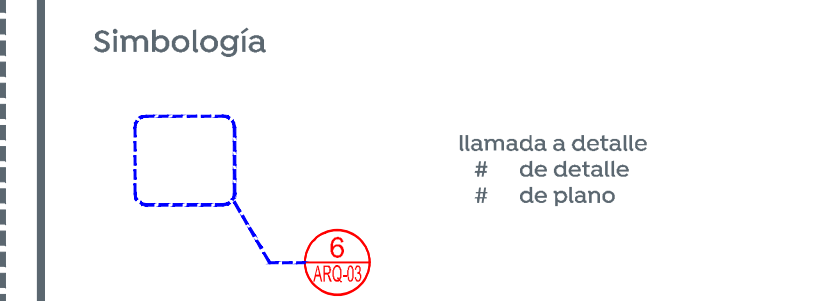 Simbología
llamada a detalle
# de detalle
# de plano
6
ARQ-03